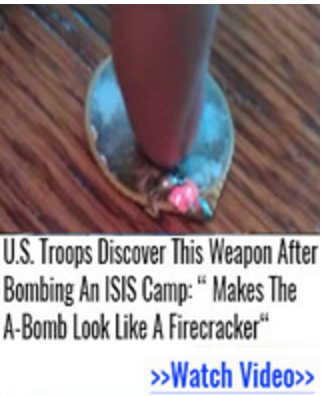 U.S. Troops Discover This Weapon After
Bombing An ISIS Camp: “ Makes The
A-Bomb Look Like A Firecracker“
>>Watch Video>>